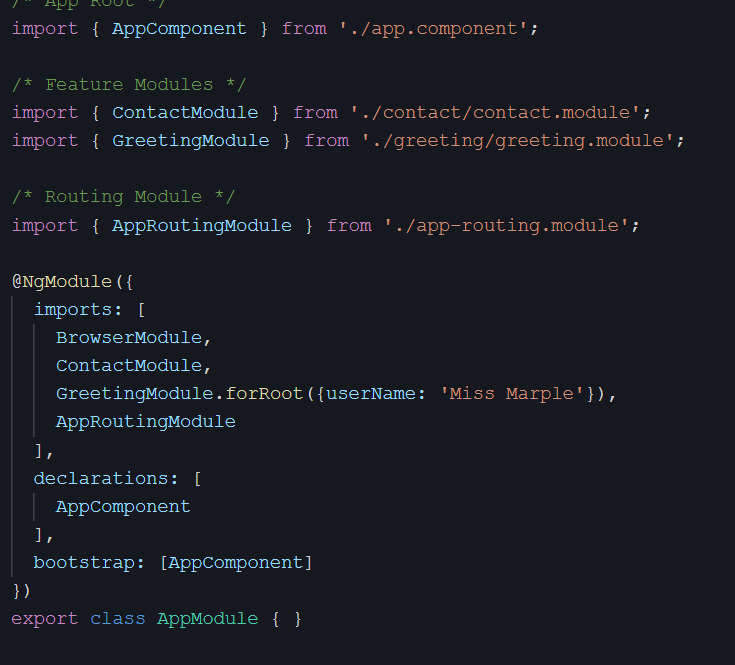 /* App Root */
import { AppComponent } from './app.component';
/* Feature Modules */
import { ContactModule } from './contact/contact.module';
import { GreetingModule } from './greeting/greeting.module';
/* Routing Module */
import { AppRoutingModule } from './app-routing.module';
@NgModule({
  imports: [
    BrowserModule,
    ContactModule,
    GreetingModule.forRoot({userName: 'Miss Marple'}),
    AppRoutingModule
  ],
  declarations: [
    AppComponent
  ],
  bootstrap: [AppComponent]
})
export class AppModule { }